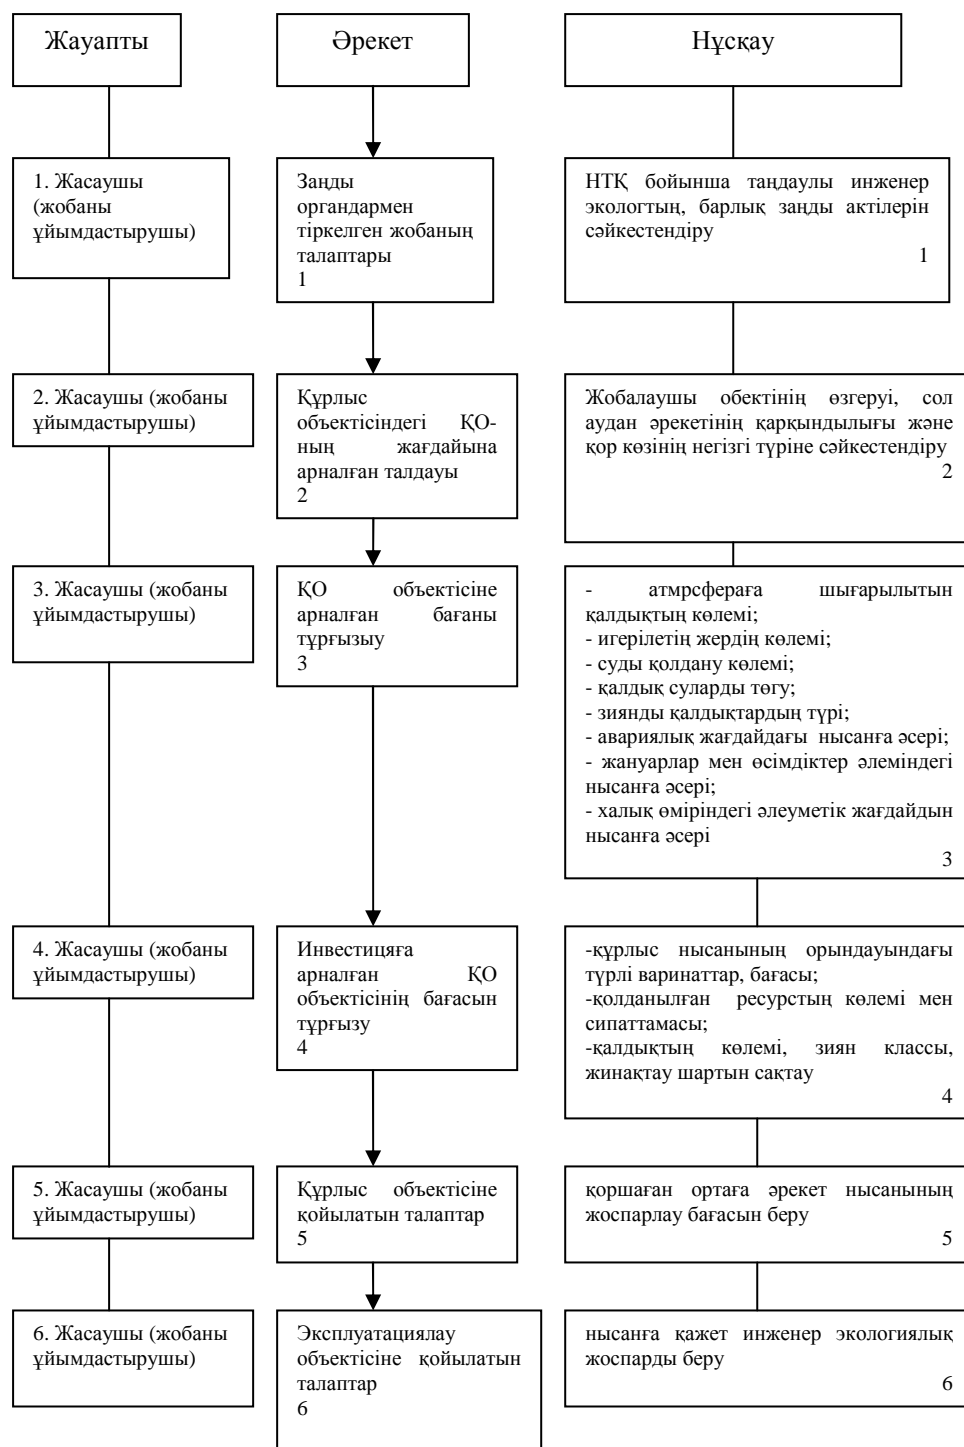 Жауапты
Әрекет
Нұсқау
1. Жасаушы
(жобаны
ұйымдастырушы)
Заңды
органдармен
тіркелген жобаның
талаптары
1
НТҚ бойынша таңдаулы инженер
экологтың, барлық заңды актілерін
сәйкестендіру
1
2. Жасаушы (жобаны
ұйымдастырушы)
Құрлыс
объектісіндегі ҚО-
ның жағдайына
арналған талдауы
2
Жобалаушы обектінің өзгеруі, сол
аудан әрекетінің қарқындылығы және
қор көзінің негізгі түріне сәйкестендіру
2
3. Жасаушы (жобаны
ұйымдастырушы)
ҚО объектісіне
арналған бағаны
тұрғызыу
3
- атмрсфераға шығарылытын
қалдықтың көлемі;
- игерілетің жердің көлемі;
- суды қолдану көлемі;
- қалдық суларды төгу;
- зиянды қалдықтардың түрі;
- авариялық жағдайдағы нысанға әсері;
- жануарлар мен өсімдіктер әлеміндегі
нысанға әсері;
- халық өміріндегі әлеуметік жағдайдын
нысанға әсері
3
4. Жасаушы (жобаны
ұйымдастырушы)
Инвестицяға
арналған ҚО
объектісінің бағасын
тұрғызу
4
-құрлыс нысанының орындауындағы
түрлі варинаттар, бағасы;
-қолданылған ресурстың көлемі мен
сипаттамасы;
-қалдықтың көлемі, зиян классы,
жинақтау шартын сақтау
4
5. Жасаушы (жобаны
ұйымдастырушы)
Құрлыс объектісіне
қойылатын талаптар
5
қоршаған ортаға әрекет нысанының
жоспарлау бағасын беру
5
6. Жасаушы (жобаны
ұйымдастырушы)
Эксплуатациялау
объектісіне қойылатын
талаптар
6
нысанға қажет инженер экологиялық
жоспарды беру
6